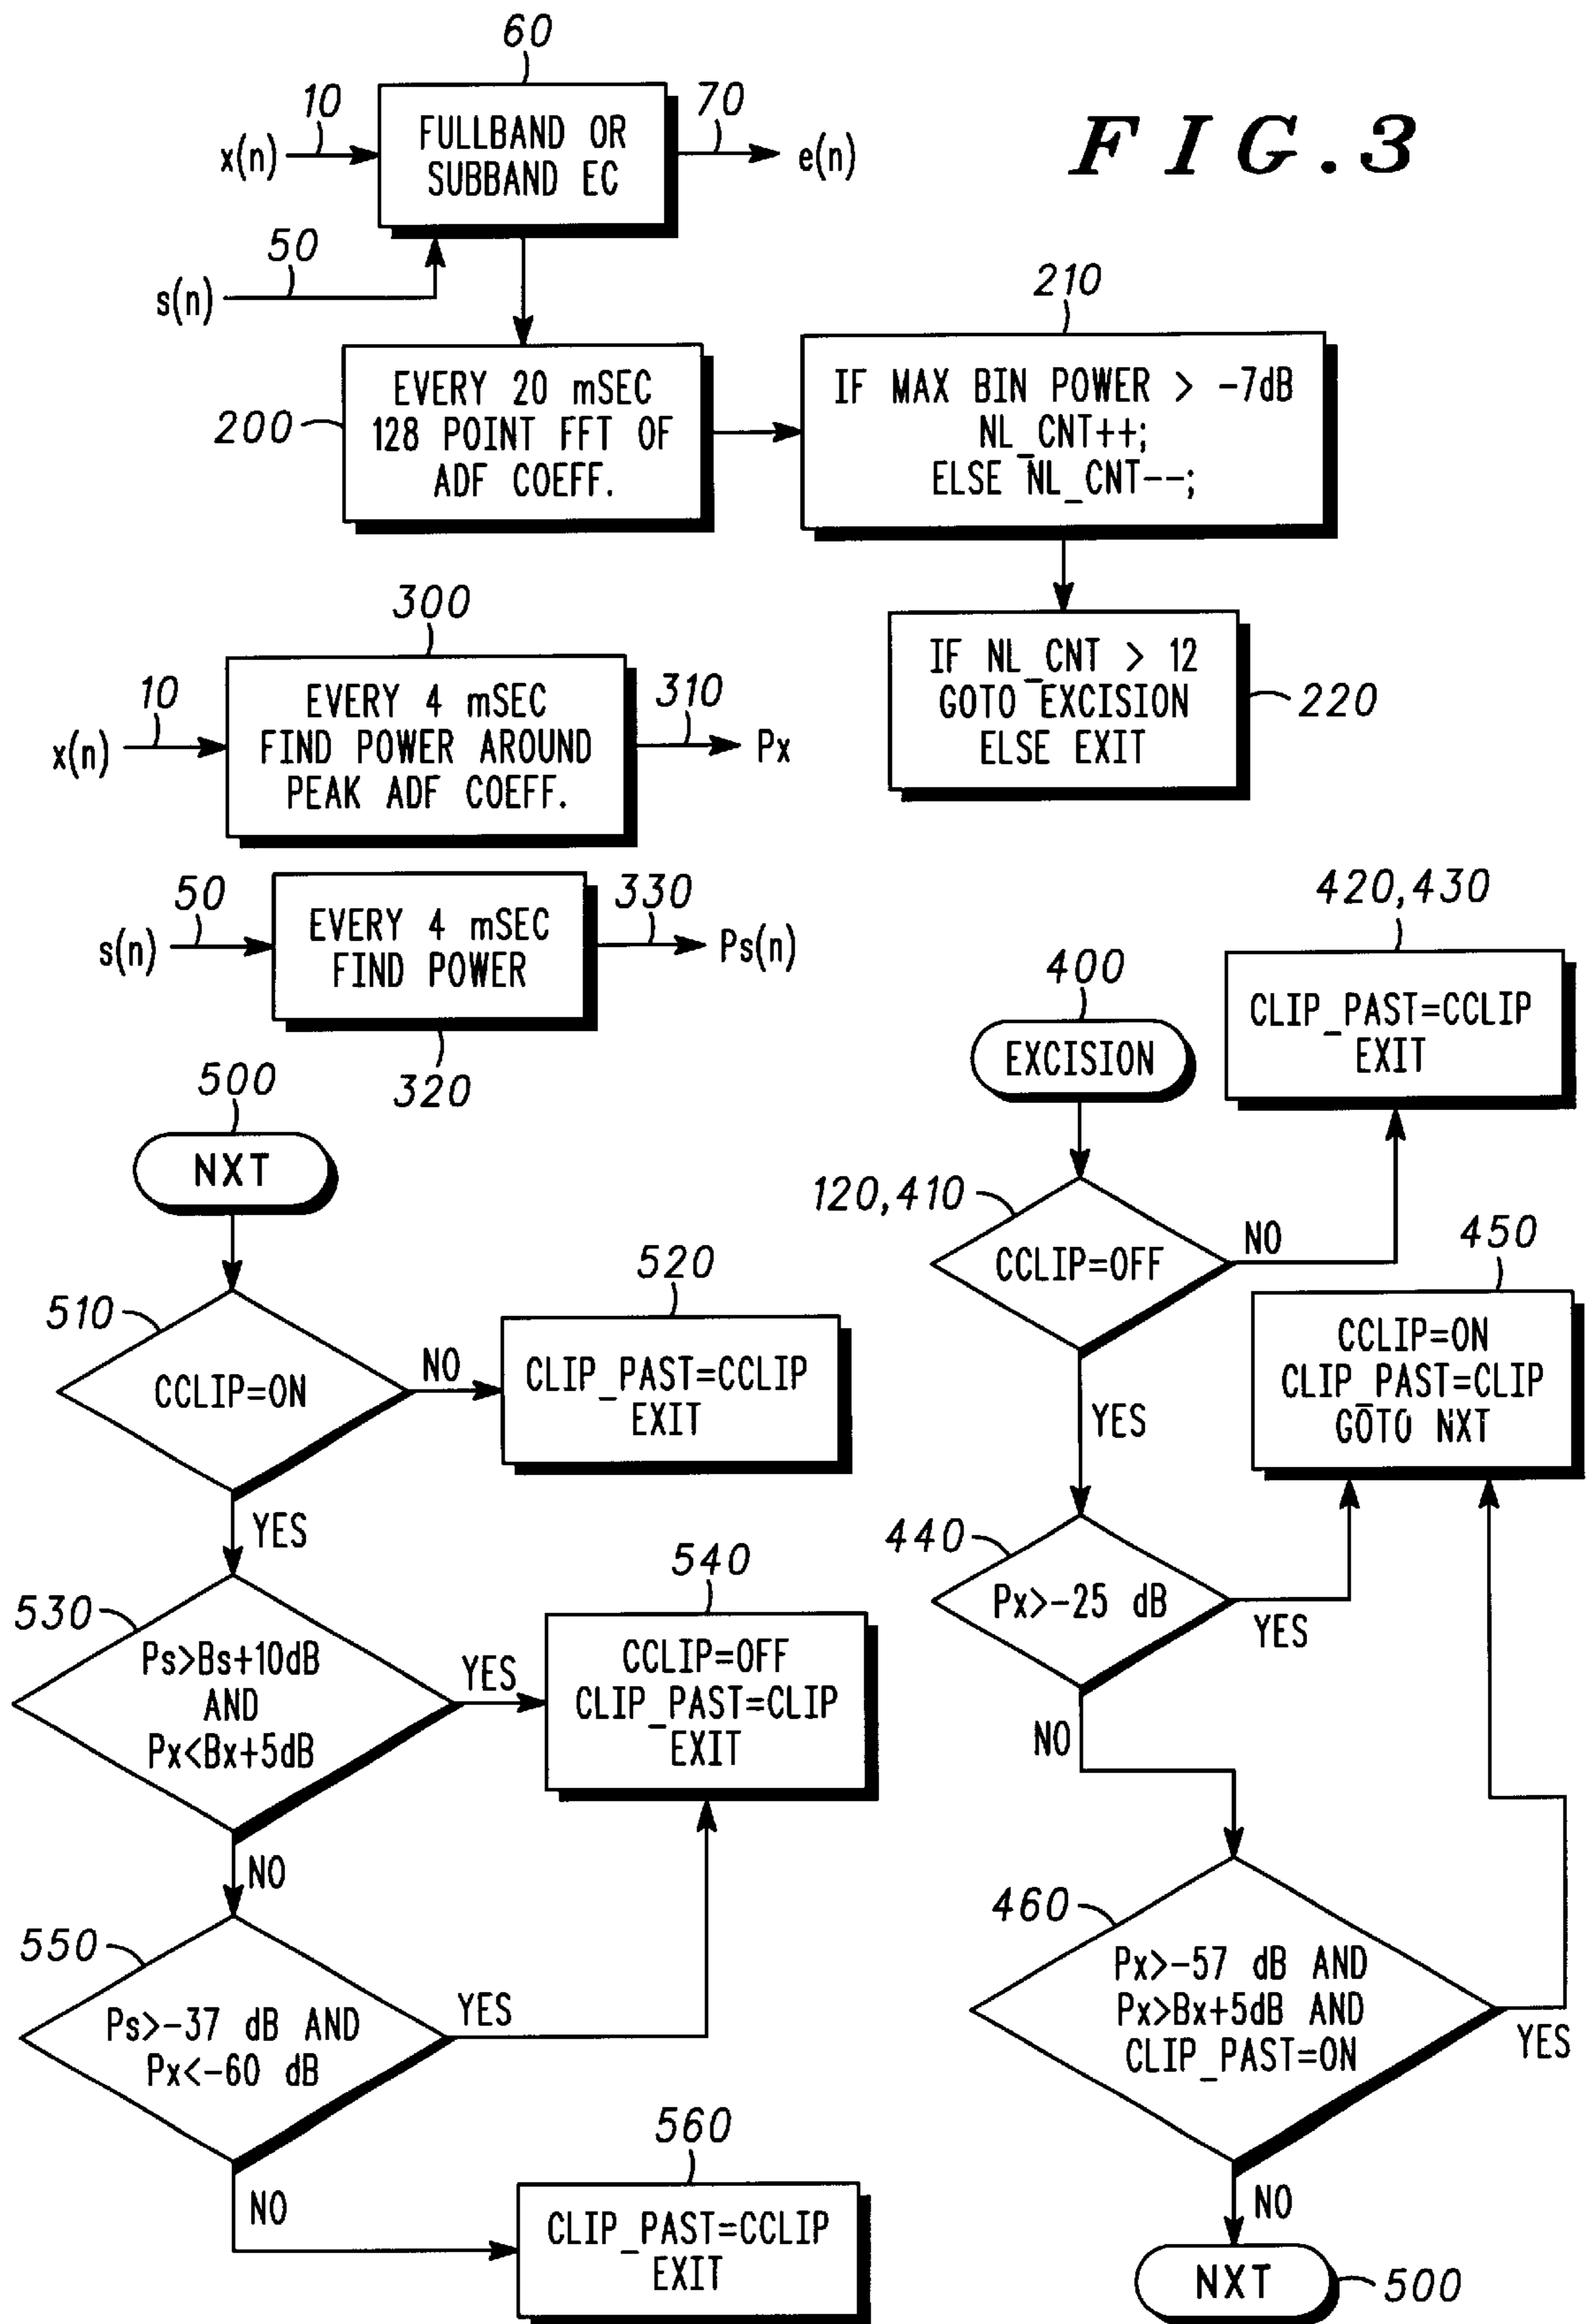 FIG.3
60
10
x(n)
FULLBAND OR
SUBBAND EC
70
e(n)
50
s(n)
200
EVERY 20 mSEC
128 POINT FFT OF
ADF COEFF.
210
IF MAX BIN POWER > -7dB
NL_CNT++;
ELSE NL_CNT--;
IF NL_CNT > 12
GOTO EXCISION
ELSE EXIT
220
300
10
x(n)
EVERY 4 mSEC
FIND POWER AROUND
PEAK ADF COEFF.
310
Px
50
s(n)
EVERY 4 mSEC
FIND POWER
330
Ps(n)
320
500
NXT
510
CCLIP=ON
NO
520
CLIP_PAST=CCLIP
EXIT
YES
530
Ps>Bs+10dB
AND
Px<Bx+5dB
YES
540
CCLIP=OFF
CLIP_PAST=CLIP
EXIT
NO
550
Ps>-37 dB AND
Px<-60 dB
YES
NO
560
CLIP_PAST=CCLIP
EXIT
400
EXCISION
420,430
CLIP_PAST=CCLIP
EXIT
120,410
CCLIP=OFF
NO
450
CCLIP=ON
CLIP_PAST=CLIP
GOTO NXT
YES
440
Px>-25 dB
YES
NO
460
Px>-57 dB AND
Px>Bx+5dB AND
CLIP_PAST=ON
YES
NO
NXT
500